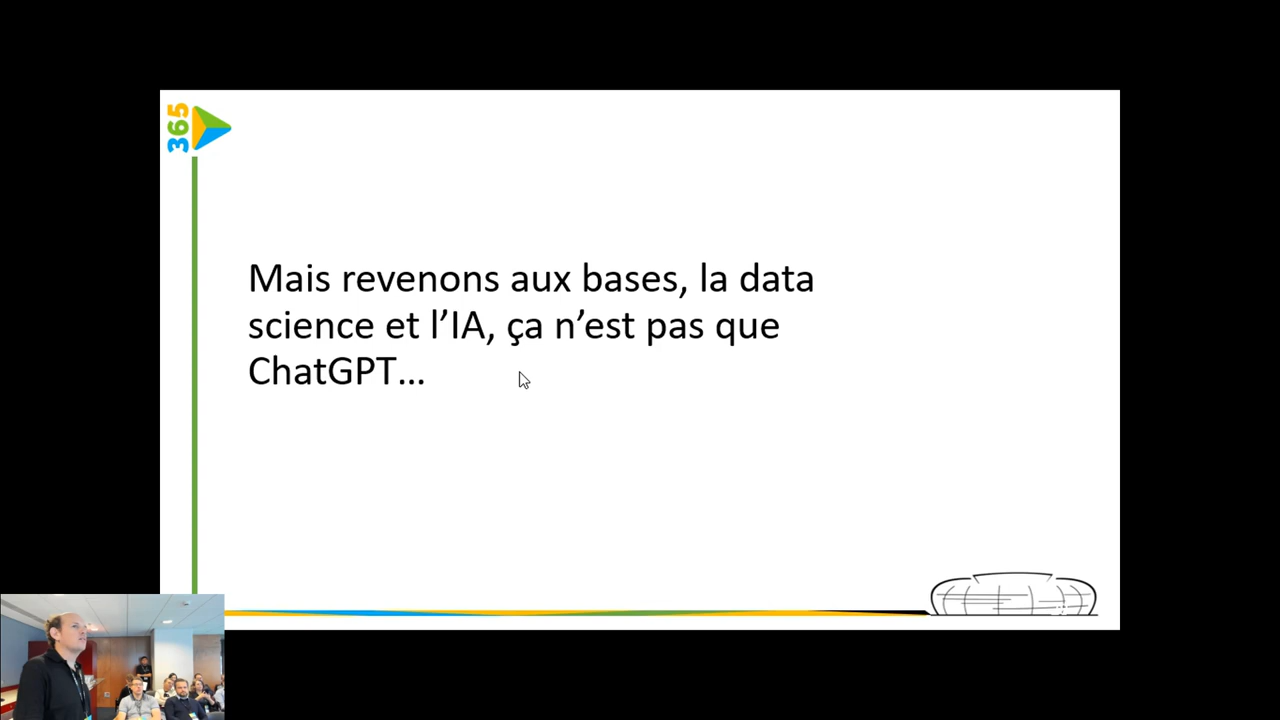 365
Mais revenons aux bases, la data
science et l’IA, ça n’est pas que
ChatGPT…